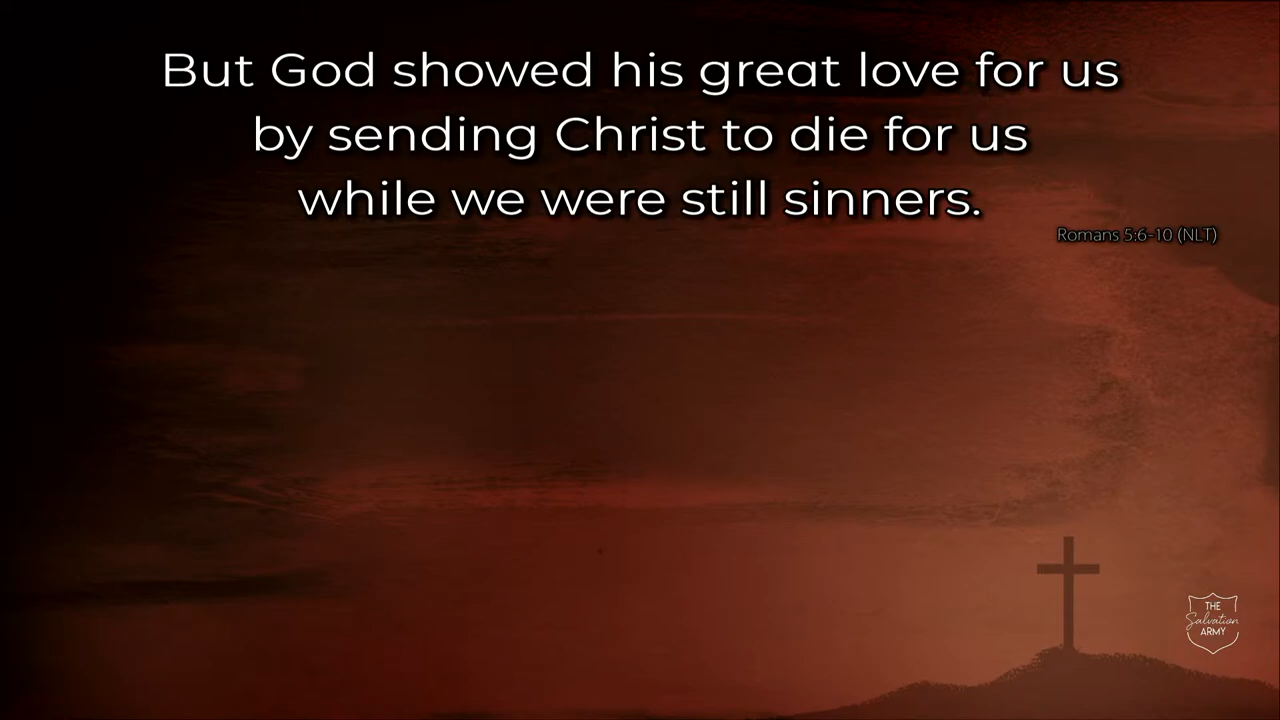 But God showed his great love for us
by sending Christ to die for us
while we were still sinners.
Romans 5:6-10 (NLT)
THE
Salvation
ARMY